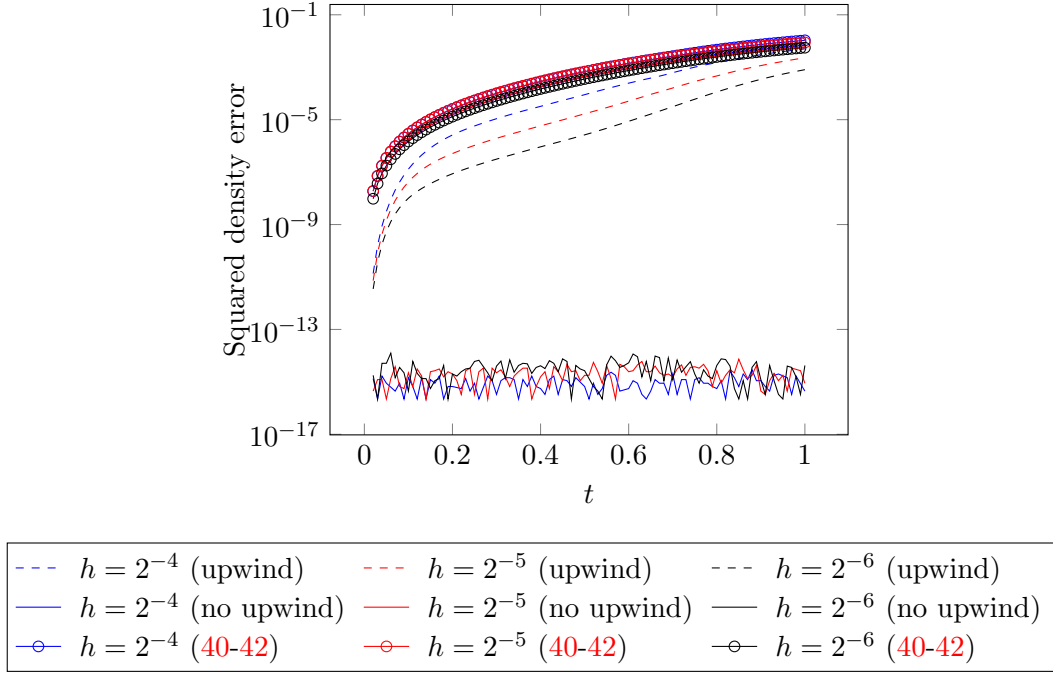 10⁻¹
10⁻⁵
10⁻⁹
10⁻¹³
10⁻¹⁷
Squared density error
0 0.2 0.4 0.6 0.8 1
t
h = 2⁻⁴ (upwind) h = 2⁻⁵ (upwind) h = 2⁻⁶ (upwind)
h = 2⁻⁴ (no upwind) h = 2⁻⁵ (no upwind) h = 2⁻⁶ (no upwind)
h = 2⁻⁴ (40-42) h = 2⁻⁵ (40-42) h = 2⁻⁶ (40-42)